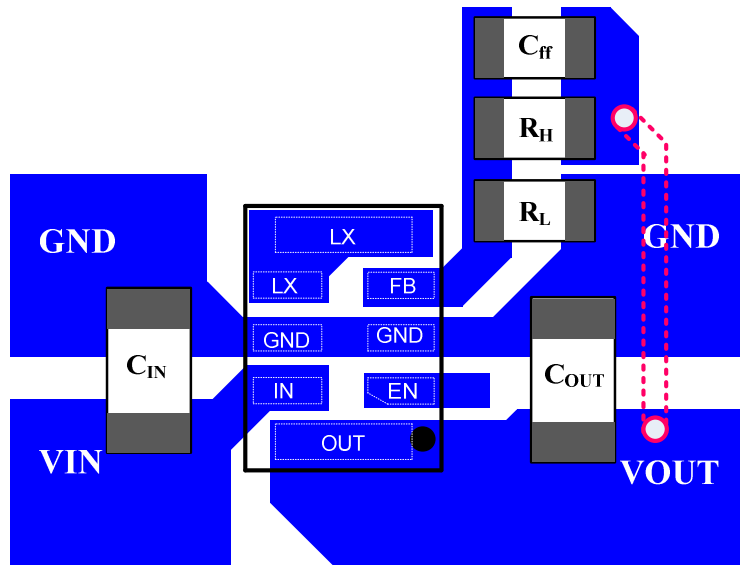 Cff
RH
RL
GND
LX
GND
LX
FB
GND
GND
CIN
COUT
IN
EN
OUT
VIN
VOUT